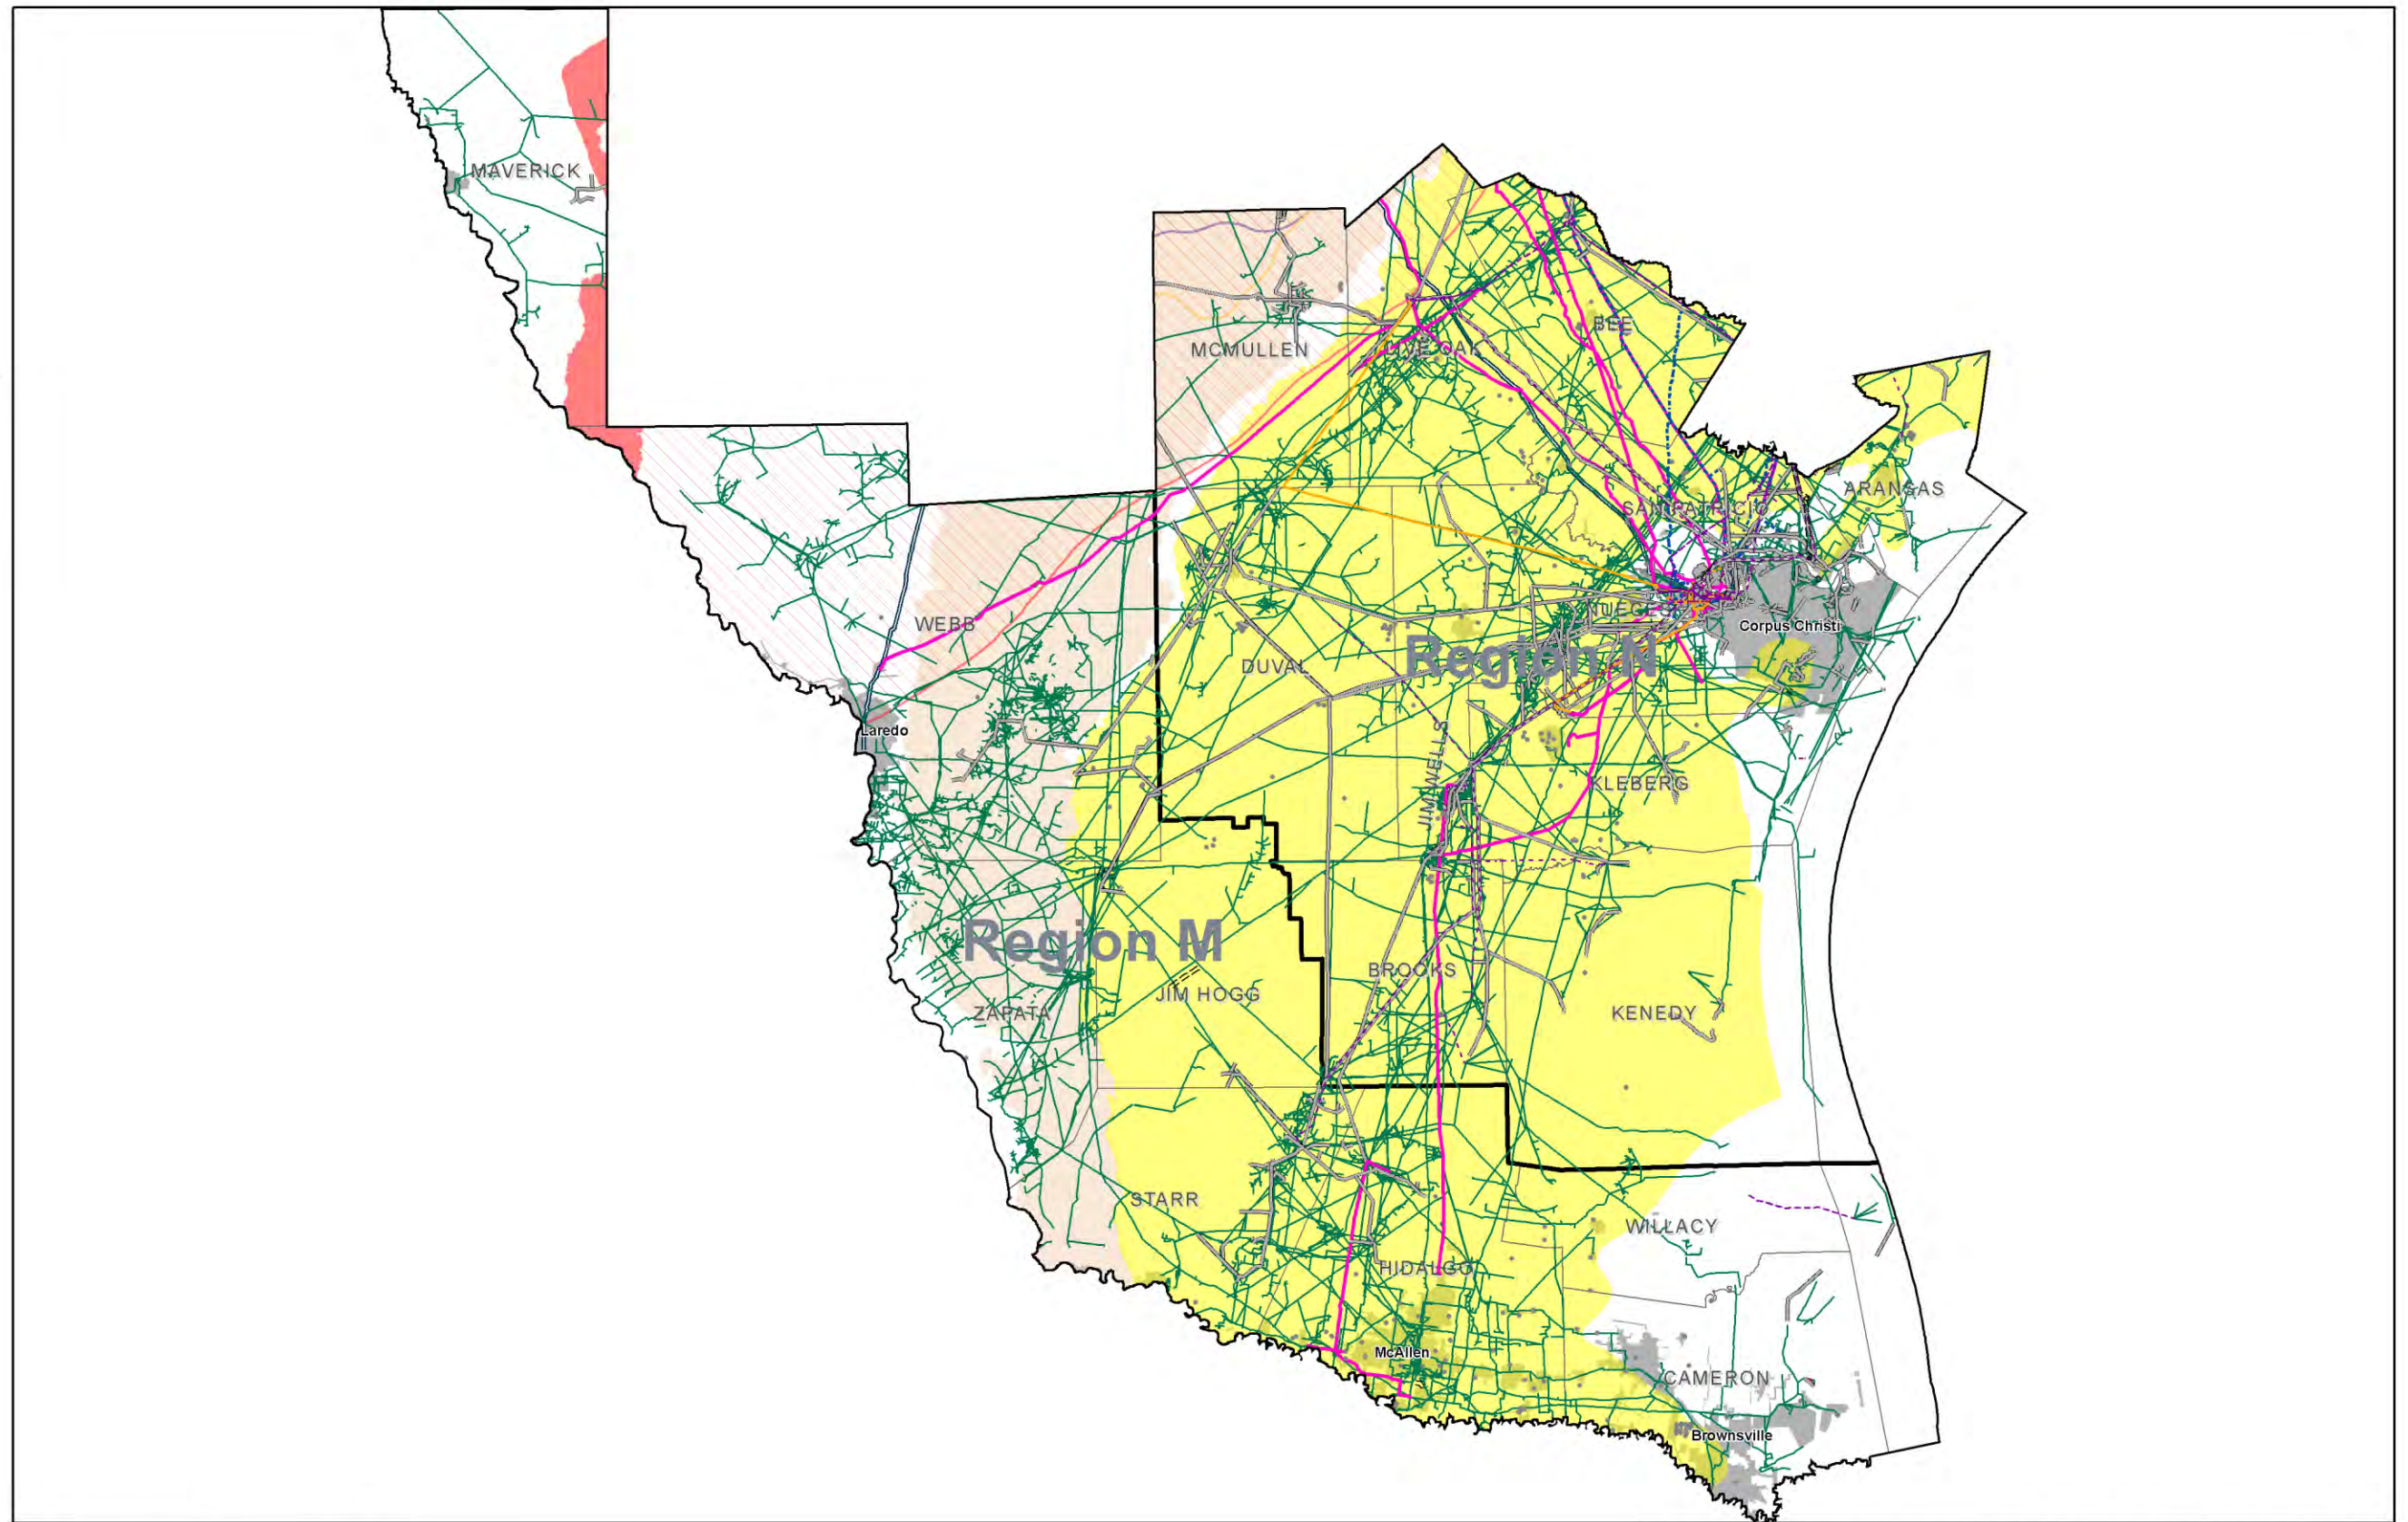 MAVERICK
BEE
MCMULLEN
LIVE OAK
ARANSAS
SAN PATRICIO
NUECES
WEBB
Corpus Christi
DUVAL
Region N
Laredo
JIM WELLS
KLEBERG
Region M
BROOKS
JIM HOGG
ZAPATA
KENEDY
STARR
WILLACY
HIDALGO
McAllen
CAMERON
Brownsville